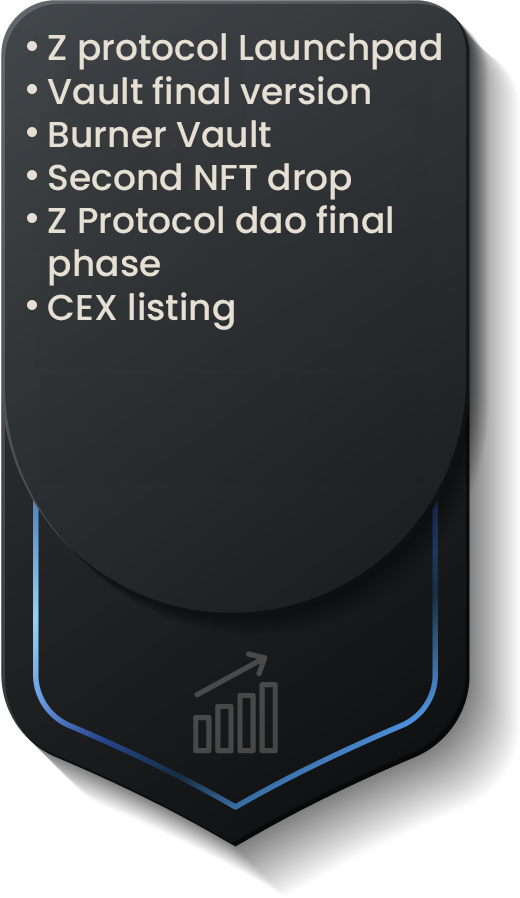 • Z protocol Launchpad
• Vault final version
• Burner Vault
• Second NFT drop
• Z Protocol dao final
phase
• CEX listing